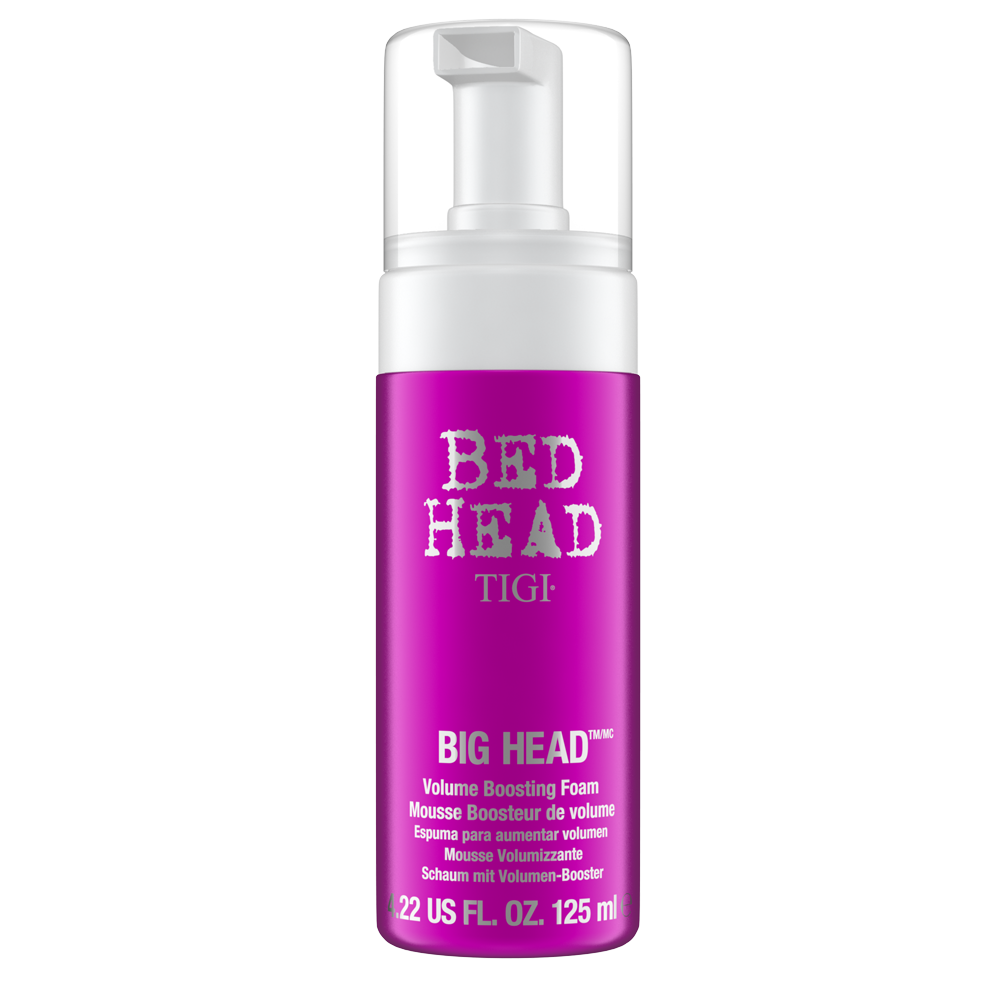 BED
HEAD
TIGI
BIG HEAD™/MC
Volume Boosting Foam
Mousse Boosteur de volume
Espuma para aumentar volumen
Mousse Volumizzante
Schaum mit Volumen-Booster
4.22 US FL. OZ. 125 ml